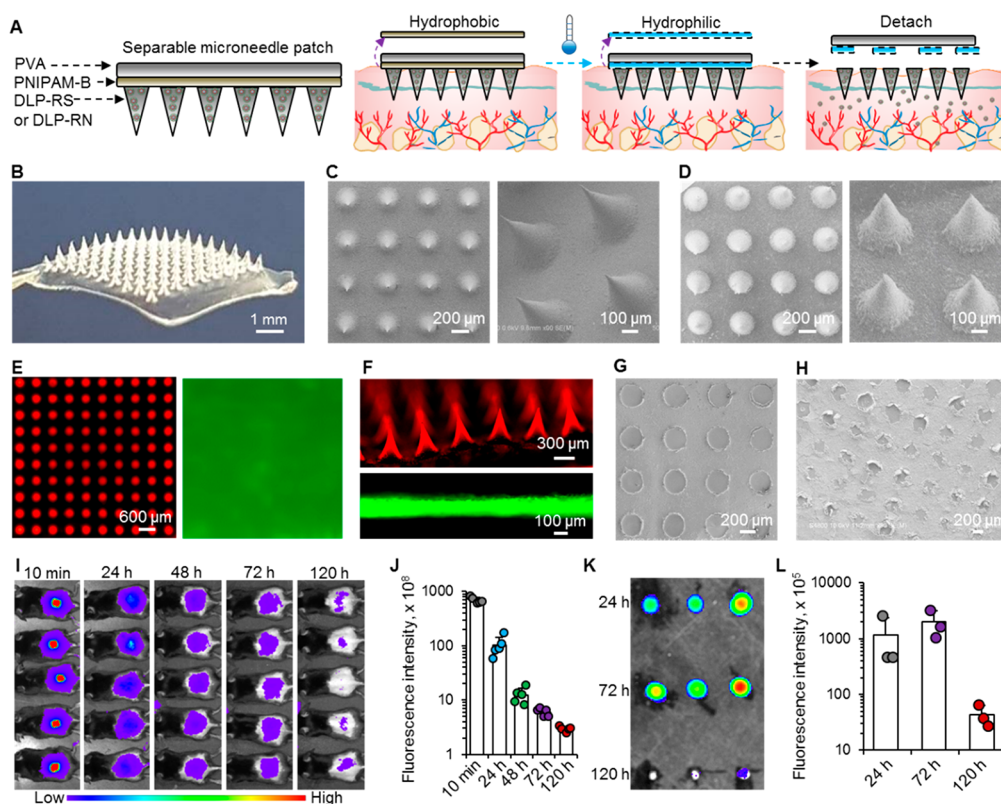 A
Separable microneedle patch
PVA
PNIPAM-B
DLP-RS
or DLP-RN
Hydrophobic
Hydrophilic
Detach
B
1 mm
C
200 µm
100 µm
D
200 µm
100 µm
E
600 µm
F
300 µm
100 µm
G
200 µm
H
200 µm
I
10 min
24 h
48 h
72 h
120 h
Low
High
J
Fluorescence intensity, x 10⁸
1000
100
10
1
10 min
24 h
48 h
72 h
120 h
K
24 h
72 h
120 h
L
Fluorescence intensity, x 10⁵
10000
1000
100
10
24 h
72 h
120 h